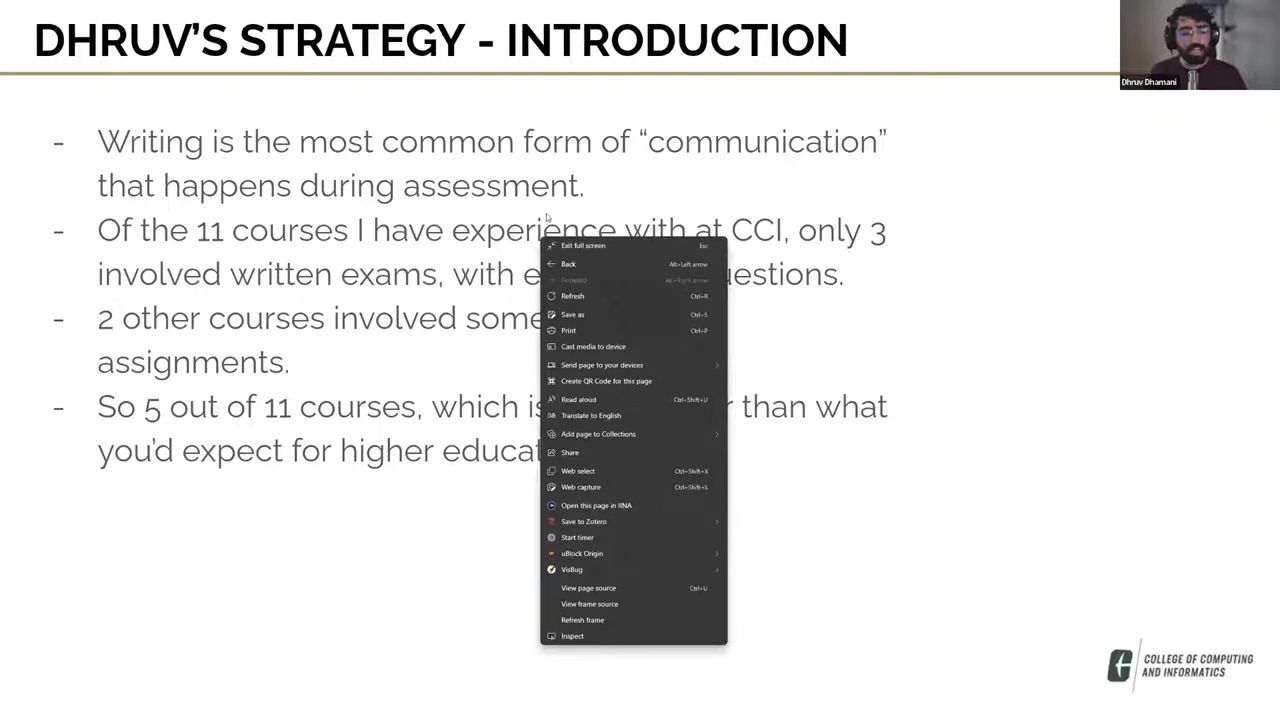 DHRUV'S STRATEGY - INTRODUCTION
Dhruv Dhamani
- Writing is the most common form of “communication”
that happens during assessment.
- Of the 11 courses I have experience with at CCI, only 3
involved written exams, with e uestions.
- 2 other courses involved some
assignments.
- So 5 out of 11 courses, which is than what
you'd expect for higher educat
Exit full screen Esc
Back Alt+Left arrow
Forward Alt+Right arrow
Refresh Ctrl+R
Save as Ctrl+S
Print Ctrl+P
Cast media to device
Send page to your devices
Create QR Code for this page
Read aloud Ctrl+Shift+U
Translate to English
Add page to Collections
Share
Web select Ctrl+Shift+X
Web capture Ctrl+Shift+S
Open this page in IINA
Save to Zotero
Start timer
uBlock Origin
VisBug
View page source Ctrl+U
View frame source
Refresh frame
Inspect
COLLEGE OF COMPUTING
AND INFORMATICS